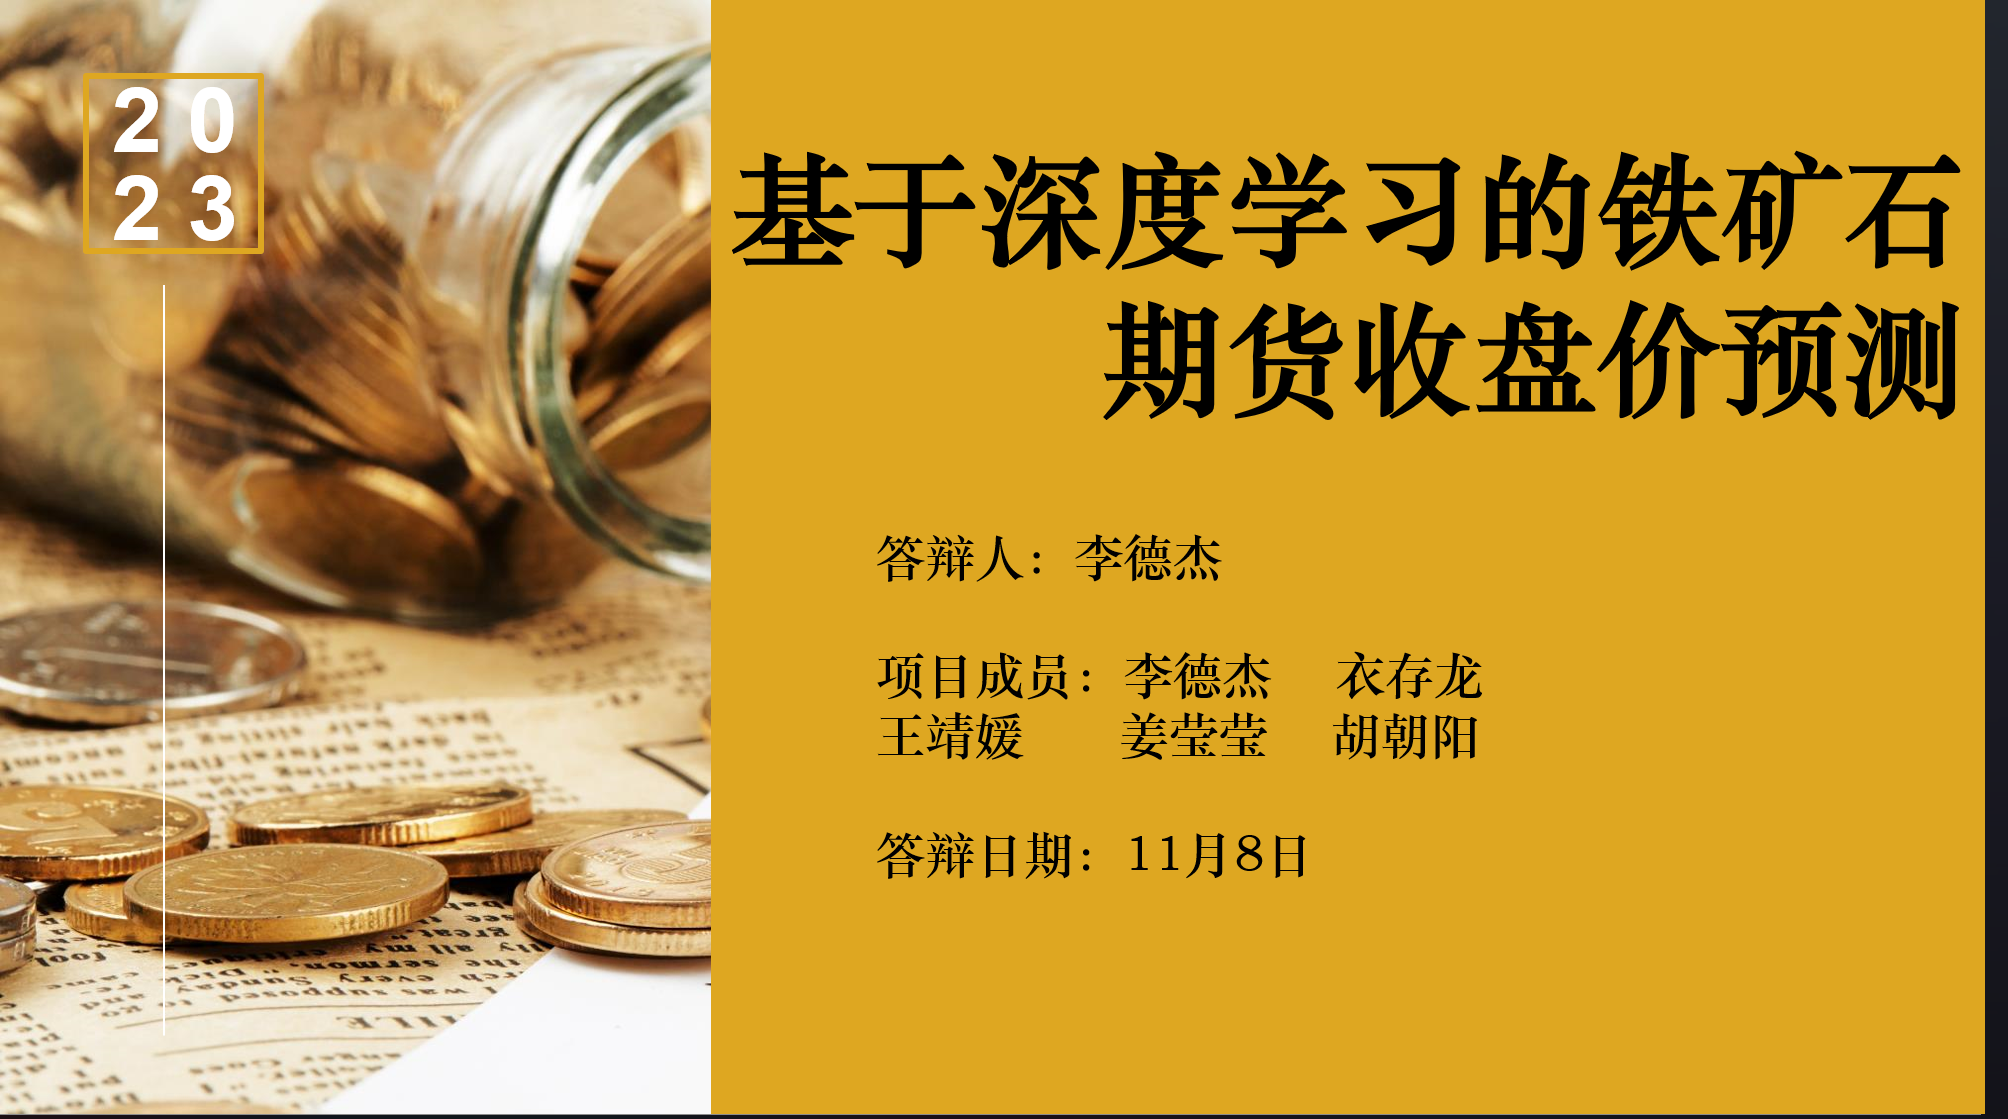 20
23
基于深度学习的铁矿石
期货收盘价预测
答辩人：李德杰
项目成员：李德杰 衣存龙
王靖媛 姜莹莹 胡朝阳
答辩日期：11月8日